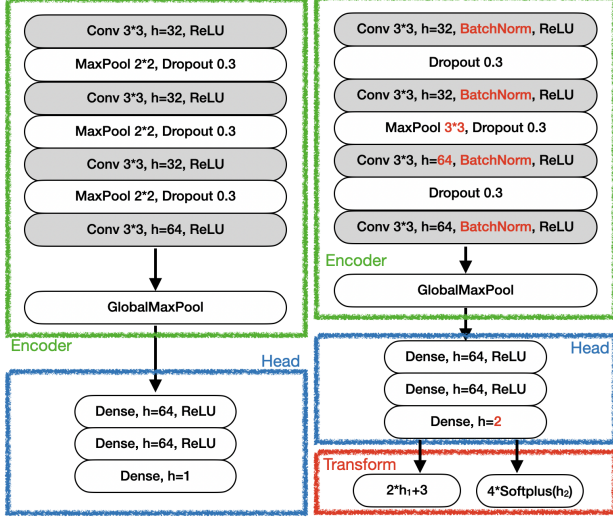 Conv 3*3, h=32, ReLU
MaxPool 2*2, Dropout 0.3
Conv 3*3, h=32, ReLU
MaxPool 2*2, Dropout 0.3
Conv 3*3, h=32, ReLU
MaxPool 2*2, Dropout 0.3
Conv 3*3, h=64, ReLU
GlobalMaxPool
Encoder
Head
Dense, h=64, ReLU
Dense, h=64, ReLU
Dense, h=1
Conv 3*3, h=32, BatchNorm, ReLU
Dropout 0.3
Conv 3*3, h=32, BatchNorm, ReLU
MaxPool 3*3, Dropout 0.3
Conv 3*3, h=64, BatchNorm, ReLU
Dropout 0.3
Conv 3*3, h=64, BatchNorm, ReLU
Encoder
GlobalMaxPool
Head
Dense, h=64, ReLU
Dense, h=64, ReLU
Dense, h=2
Transform
2*h₁+3
4*Softplus(h₂)